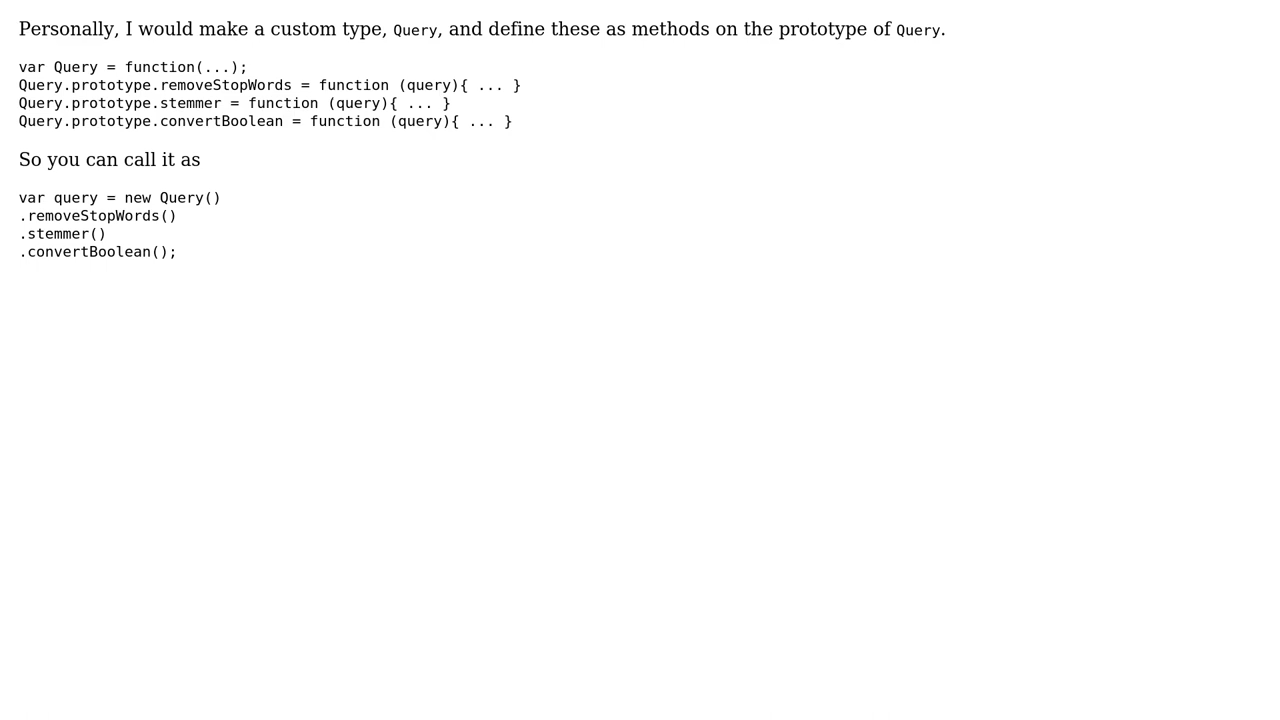 Personally, I would make a custom type, Query, and define these as methods on the prototype of Query.
var Query = function(...);
Query.prototype.removeStopWords = function (query){ ... }
Query.prototype.stemmer = function (query){ ... }
Query.prototype.convertBoolean = function (query){ ... }
So you can call it as
var query = new Query()
.removeStopWords()
.stemmer()
.convertBoolean();